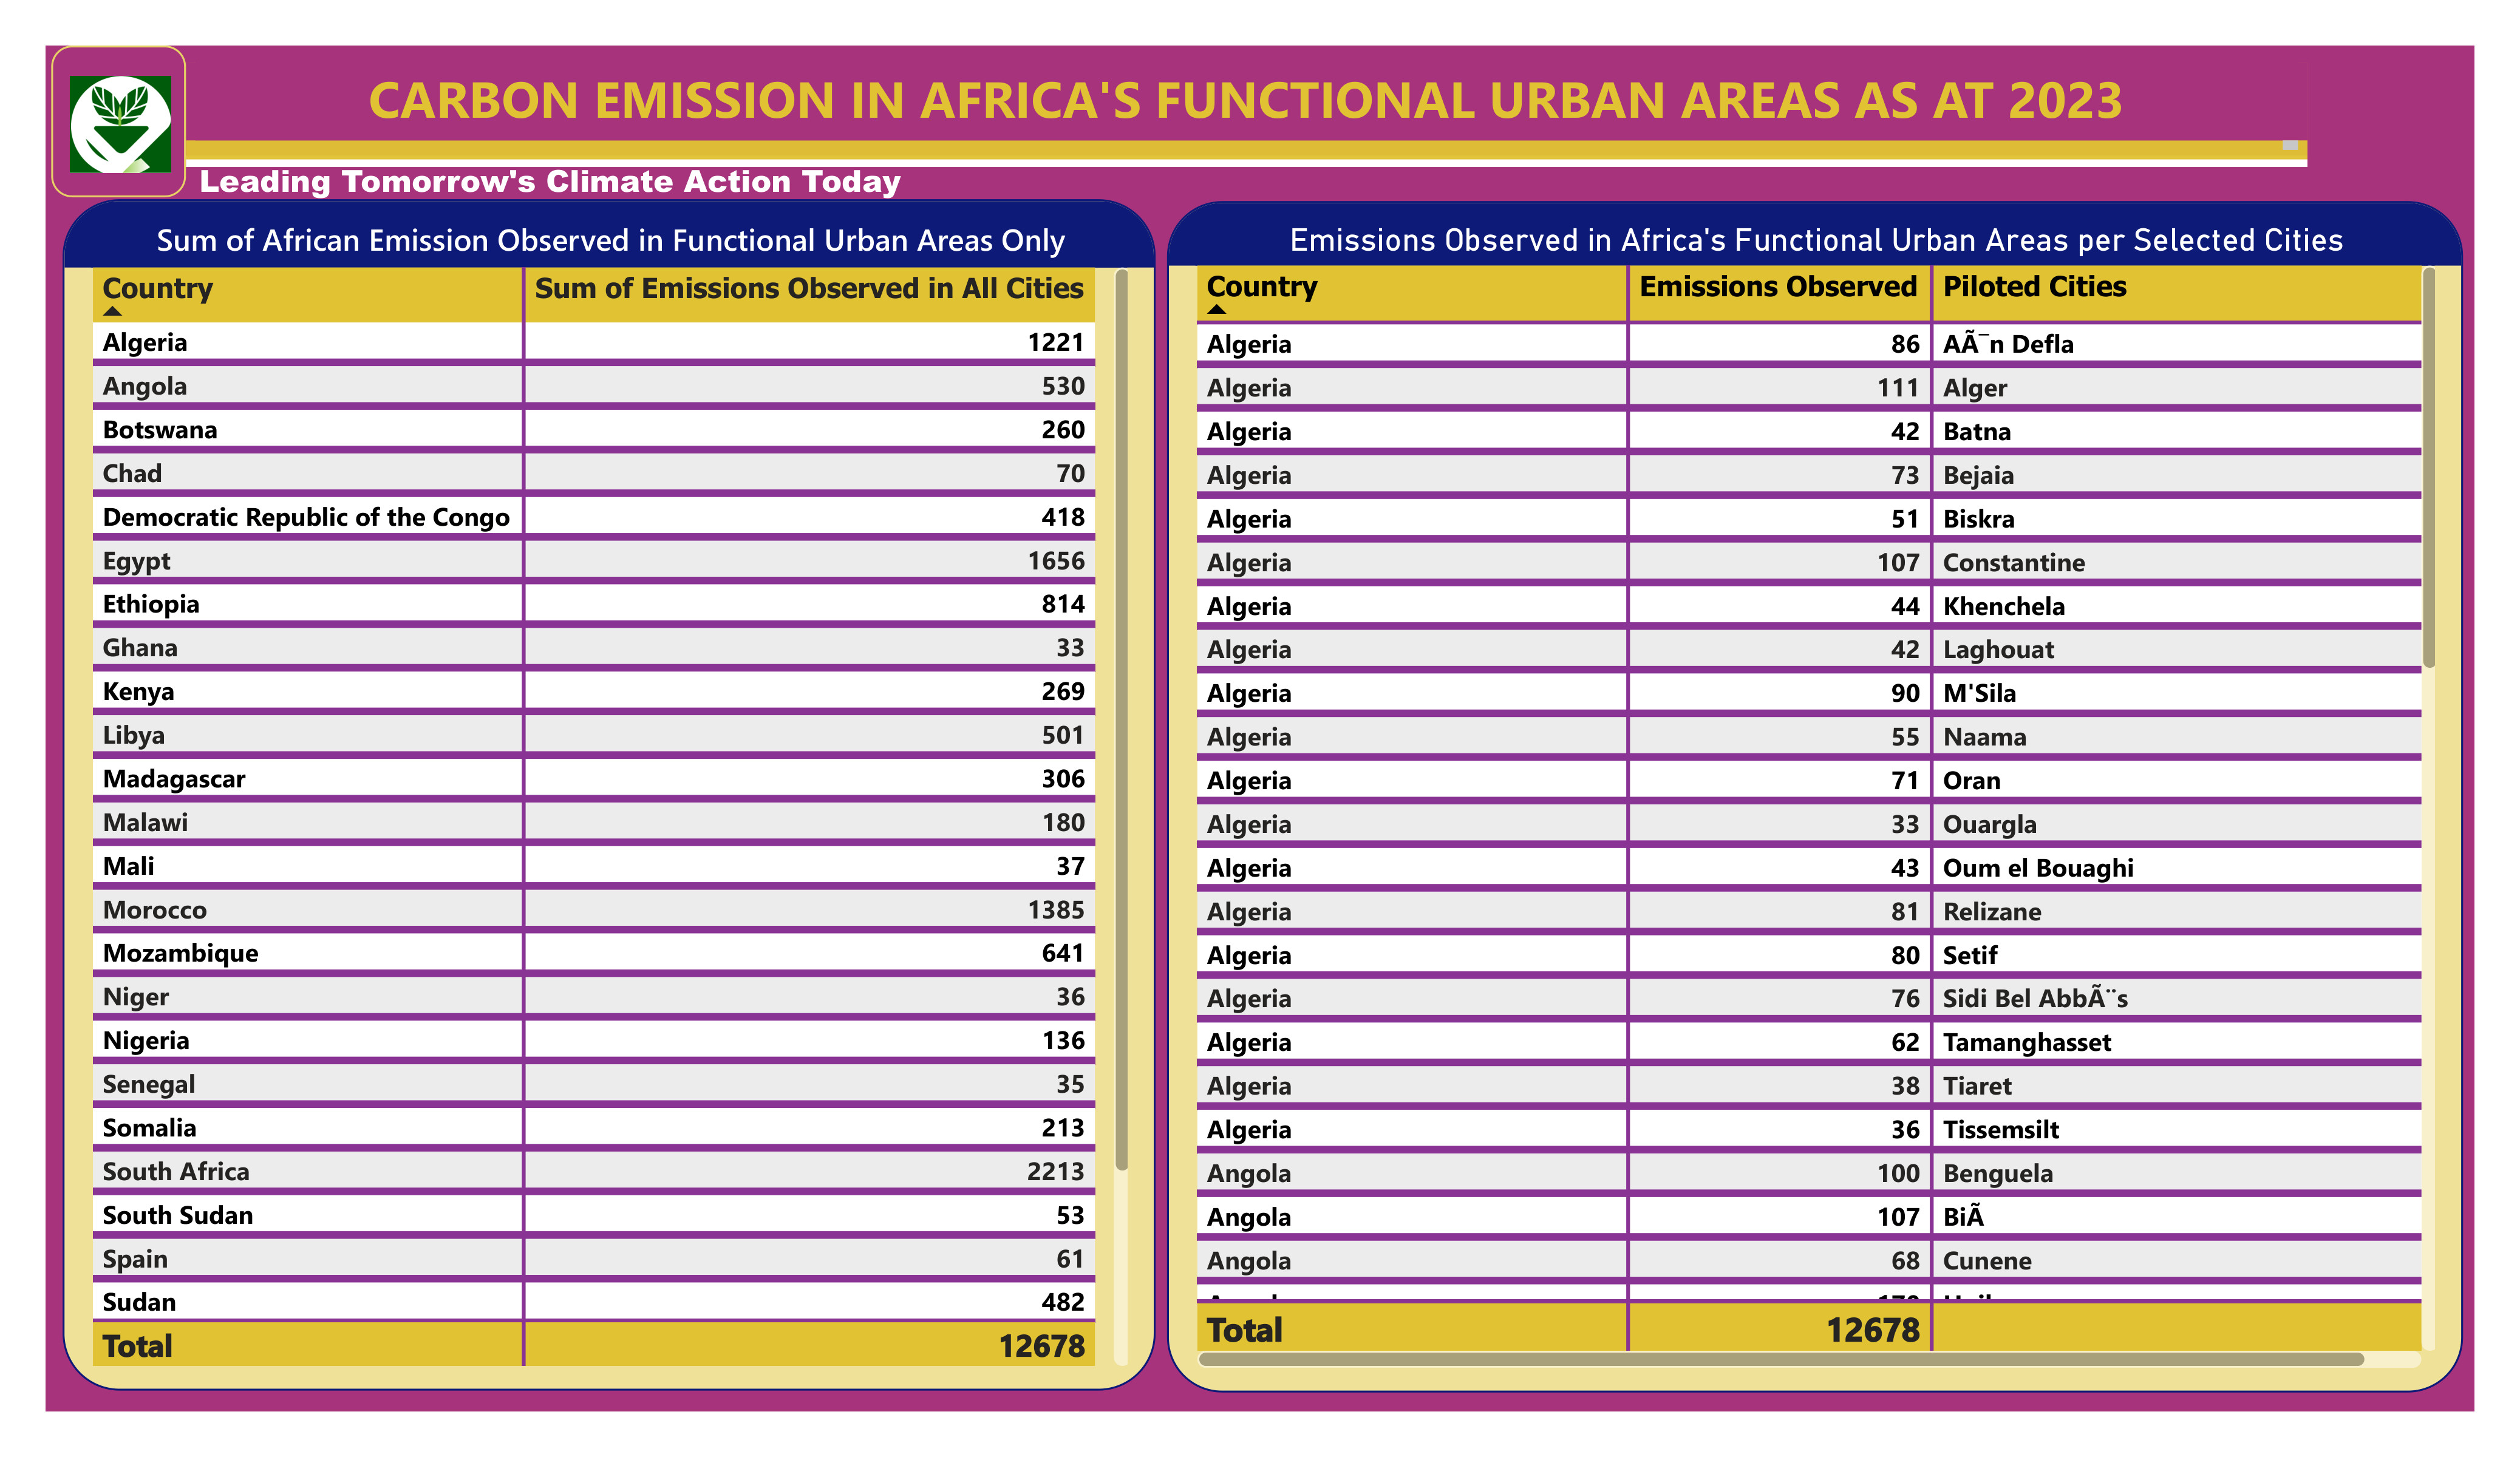 CARBON EMISSION IN AFRICA'S FUNCTIONAL URBAN AREAS AS AT 2023
Leading Tomorrow's Climate Action Today
Sum of African Emission Observed in Functional Urban Areas Only
Country Sum of Emissions Observed in All Cities
Algeria 1221
Angola 530
Botswana 260
Chad 70
Democratic Republic of the Congo 418
Egypt 1656
Ethiopia 814
Ghana 33
Kenya 269
Libya 501
Madagascar 306
Malawi 180
Mali 37
Morocco 1385
Mozambique 641
Niger 36
Nigeria 136
Senegal 35
Somalia 213
South Africa 2213
South Sudan 53
Spain 61
Sudan 482
Total 12678
Emissions Observed in Africa's Functional Urban Areas per Selected Cities
Country Emissions Observed Piloted Cities
Algeria 86 AÃ¯n Defla
Algeria 111 Alger
Algeria 42 Batna
Algeria 73 Bejaia
Algeria 51 Biskra
Algeria 107 Constantine
Algeria 44 Khenchela
Algeria 42 Laghouat
Algeria 90 M'Sila
Algeria 55 Naama
Algeria 71 Oran
Algeria 33 Ouargla
Algeria 43 Oum el Bouaghi
Algeria 81 Relizane
Algeria 80 Setif
Algeria 76 Sidi Bel AbbÃ¨s
Algeria 62 Tamanghasset
Algeria 38 Tiaret
Algeria 36 Tissemsilt
Angola 100 Benguela
Angola 107 BiÃ
Angola 68 Cunene
Total 12678